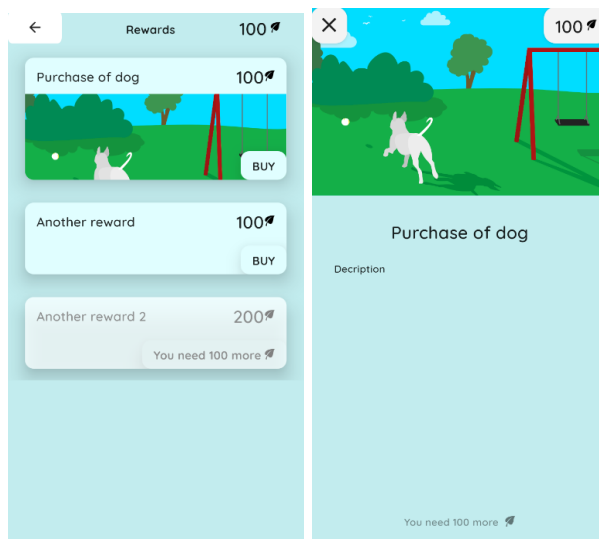 Rewards 100
Purchase of dog 100
BUY
Another reward 100
BUY
Another reward 2 200
You need 100 more
100
Purchase of dog
Decription
You need 100 more